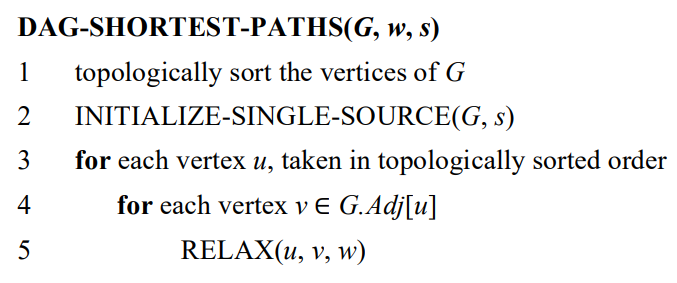 DAG-SHORTEST-PATHS(G, w, s)
1 topologically sort the vertices of G
2 INITIALIZE-SINGLE-SOURCE(G, s)
3 for each vertex u, taken in topologically sorted order
4 for each vertex v ∈ G.Adj[u]
5 RELAX(u, v, w)